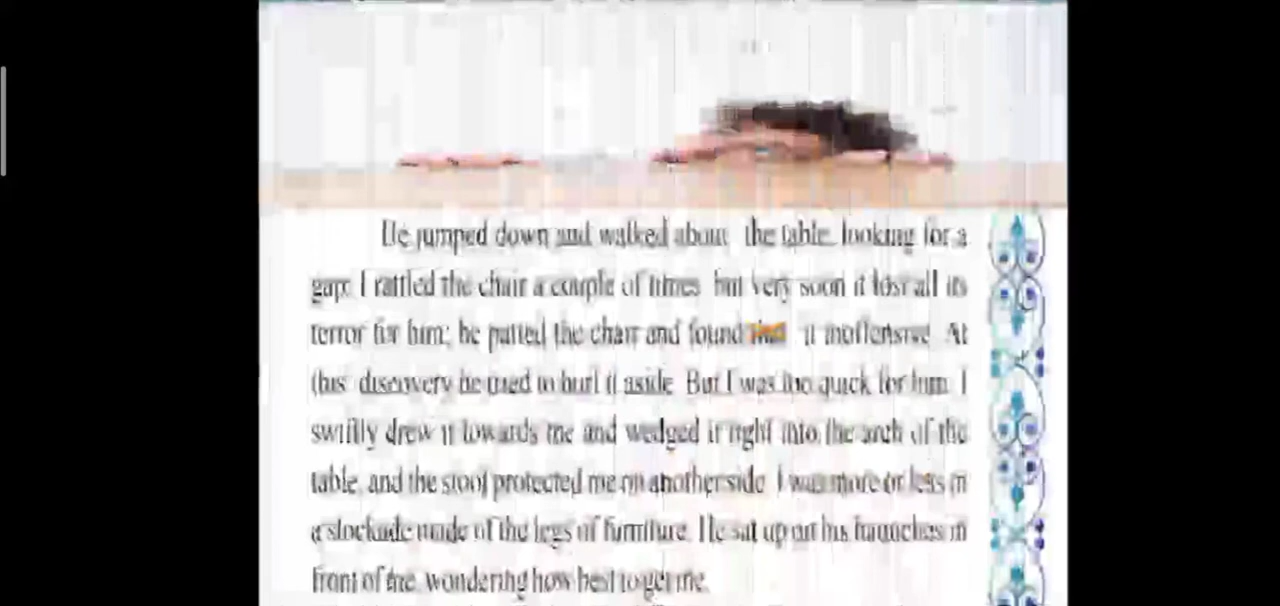 He jumped down and walked about the table, looking for a
gap. I rattled the chair a couple of times, but very soon it lost all its
terror for him; he patted the chair and found that it inoffensive. At
this discovery he tried to hurl it aside. But I was too quick for him. I
swiftly drew it towards me and wedged it right into the arch of the
table, and the stool protected me on another side. I was more or less in
a stockade made of the legs of furniture. He sat up on his haunches in
front of me, wondering how best to get me.